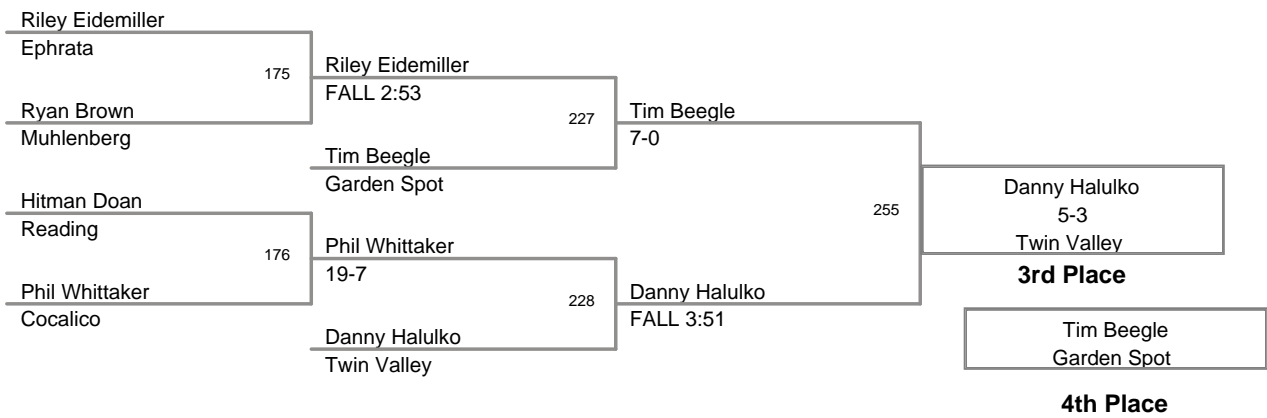 Riley Eidemiller
Ephrata
175
Riley Eidemiller
FALL 2:53
Ryan Brown
Muhlenberg
227
Tim Beegle
7-0
Tim Beegle
Garden Spot
Hitman Doan
Reading
255
Danny Halulko
5-3
Twin Valley
3rd Place
176
Phil Whittaker
19-7
Phil Whittaker
Cocalico
228
Danny Halulko
FALL 3:51
Danny Halulko
Twin Valley
Tim Beegle
Garden Spot
4th Place